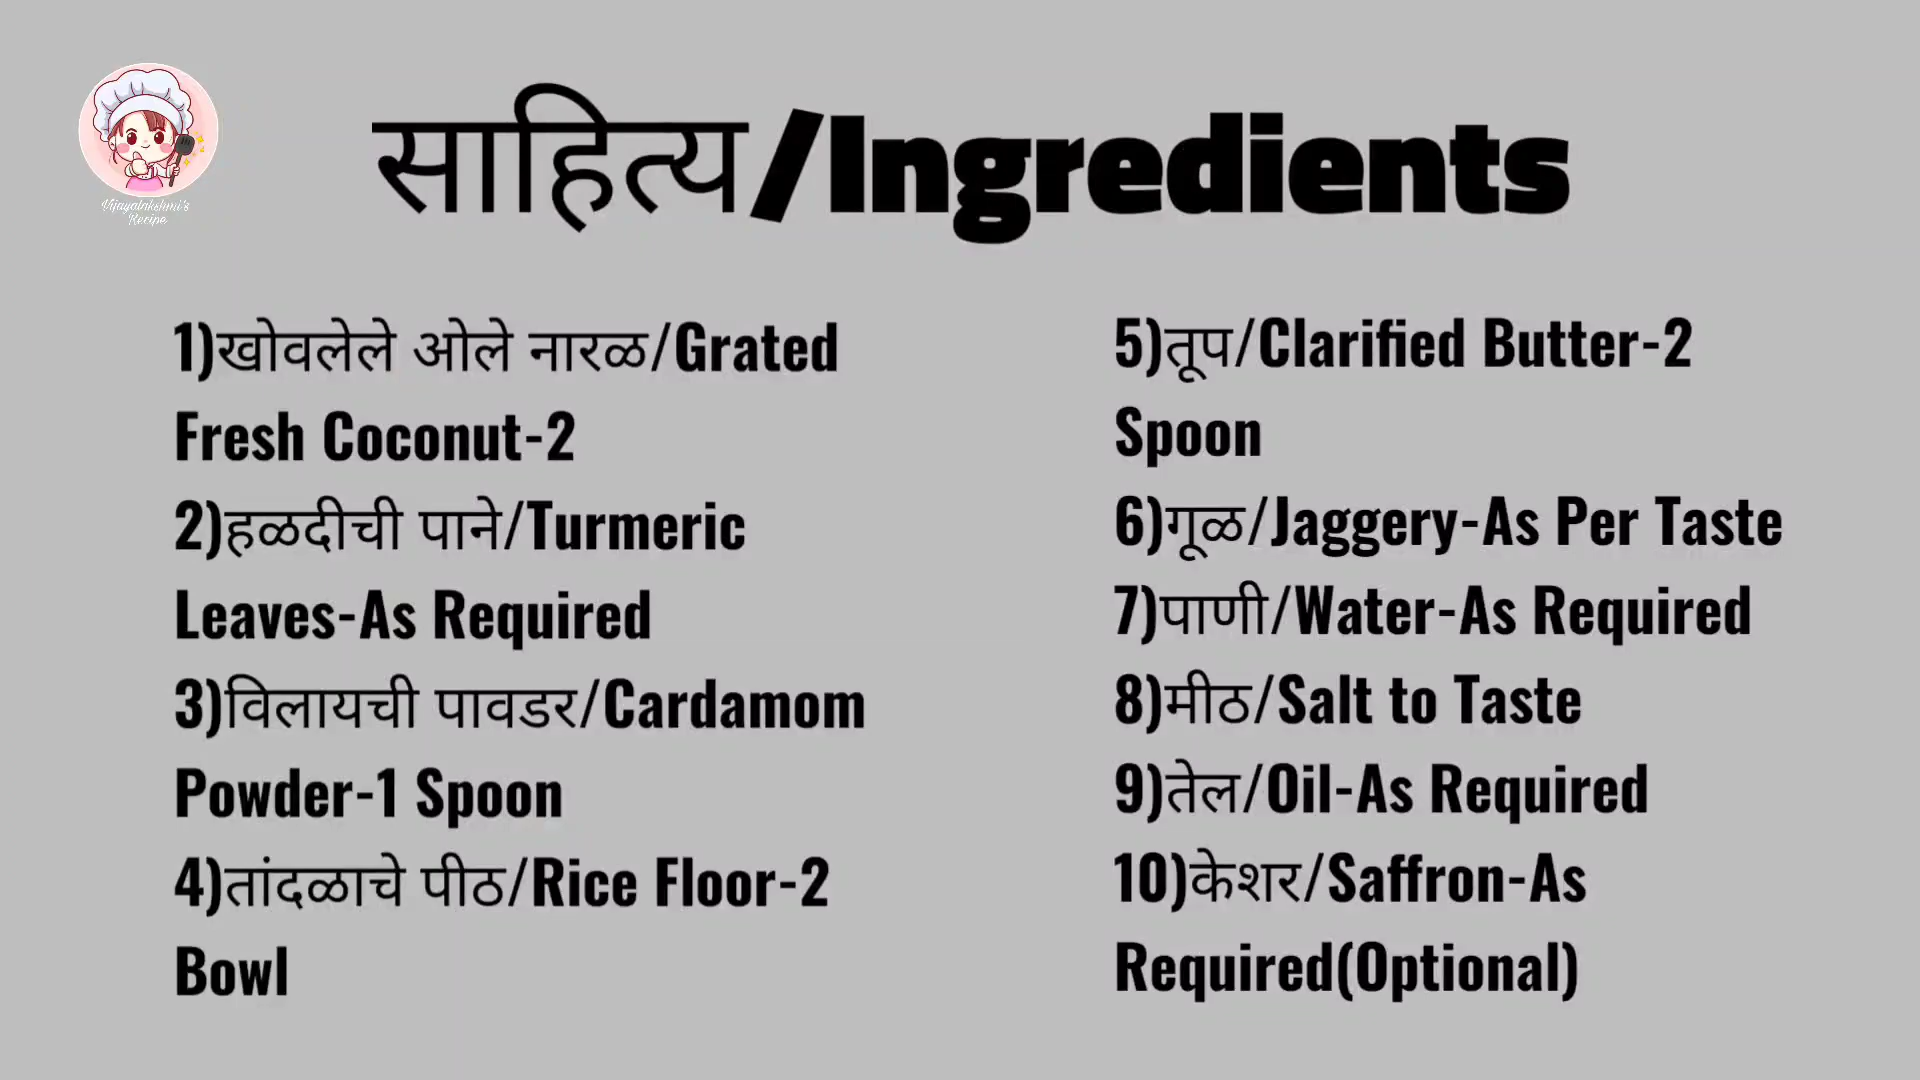 Vijayalakshmi's
Recipe
साहित्य/Ingredients
1)खोवलेले ओले नारळ/Grated
Fresh Coconut-2
2)हळदीची पाने/Turmeric
Leaves-As Required
3)विलायची पावडर/Cardamom
Powder-1 Spoon
4)तांदळाचे पीठ/Rice Floor-2
Bowl
5)तूप/Clarified Butter-2
Spoon
6)गूळ/Jaggery-As Per Taste
7)पाणी/Water-As Required
8)मीठ/Salt to Taste
9)तेल/Oil-As Required
10)केशर/Saffron-As
Required(Optional)